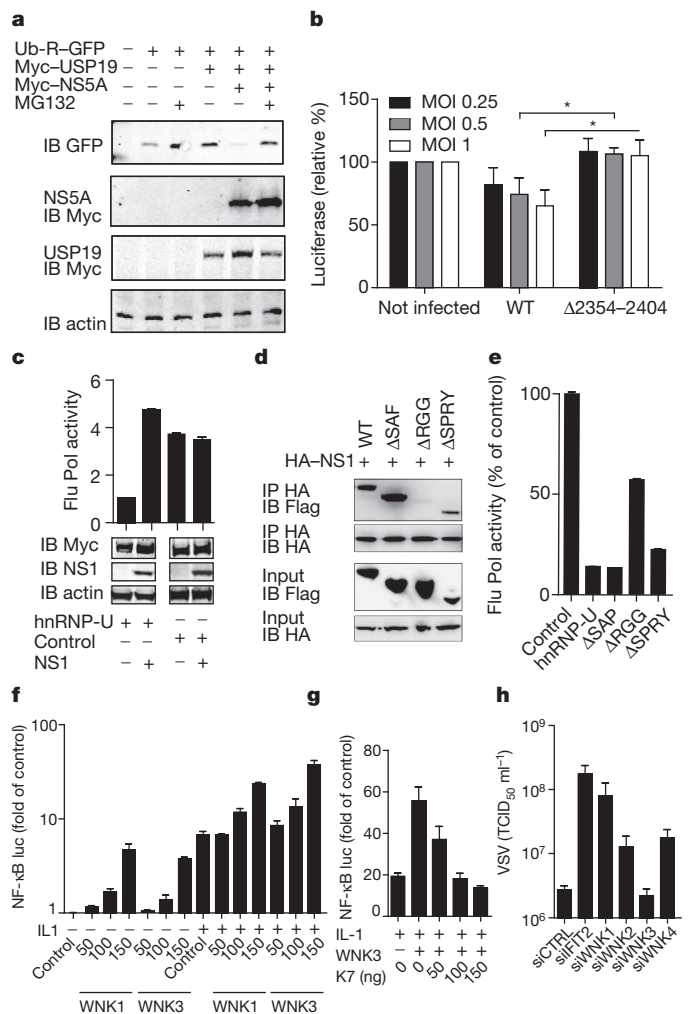 a
Ub-R–GFP – + + + + +
Myc–USP19 – – – + + +
Myc–NS5A – – – – + +
MG132 – – + – – +
IB GFP
NS5A
IB Myc
USP19
IB Myc
IB actin
b
Luciferase (relative %)
150
100
50
0
MOI 0.25
MOI 0.5
MOI 1
*
*
Not infected WT Δ2354–2404
c
Flu Pol activity
6
4
2
0
IB Myc
IB NS1
IB actin
hnRNP-U + + – –
Control – – + +
NS1 – + – +
d
WT ΔSAF ΔRGG ΔSPRY
HA–NS1 + + + +
IP HA
IB Flag
IP HA
IB HA
Input
IB Flag
Input
IB HA
e
Flu Pol activity (% of control)
100
50
0
Control hnRNP-U ΔSAP ΔRGG ΔSPRY
f
NF-κB luc (fold of control)
100
10
1
IL1 – – – – – – – + + + + + + +
Control 50 100 150 50 100 150 Control 50 100 150 50 100 150
WNK1 WNK3 WNK1 WNK3
g
NF-κB luc (fold of control)
80
60
40
20
0
IL-1 + + + + +
WNK3 – + + + +
K7 (ng) 0 0 50 100 150
h
VSV (TCID50 ml−1)
10⁹
10⁸
10⁷
10⁶
siCTRL siIFIT2 siWNK1 siWNK2 siWNK3 siWNK4